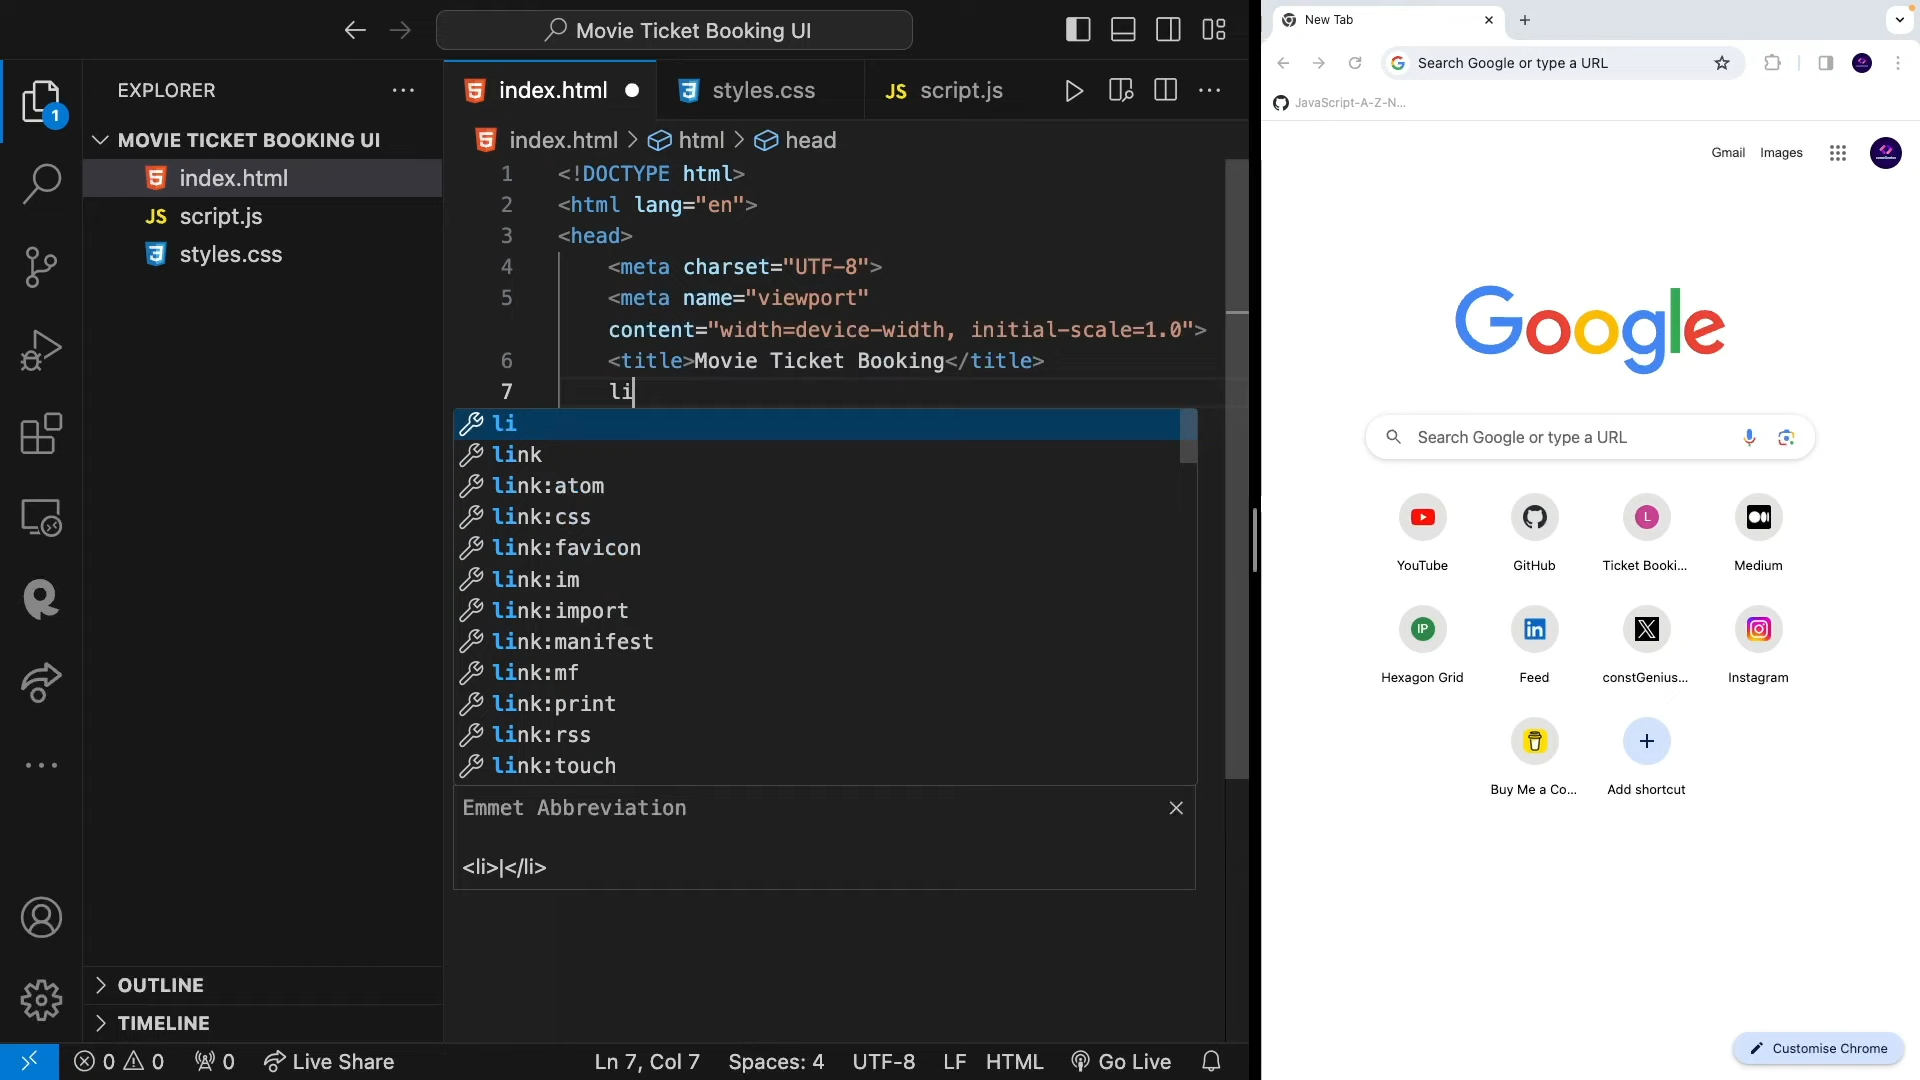 Movie Ticket Booking UI
EXPLORER
MOVIE TICKET BOOKING UI
index.html
JS script.js
styles.css
1
OUTLINE
TIMELINE
index.html
styles.css
JS script.js
index.html > html > head
1 <!DOCTYPE html>
2 <html lang="en">
3 <head>
4 <meta charset="UTF-8">
5 <meta name="viewport"
content="width=device-width, initial-scale=1.0">
6 <title>Movie Ticket Booking</title>
7 li
li
link
link:atom
link:css
link:favicon
link:im
link:import
link:manifest
link:mf
link:print
link:rss
link:touch
Emmet Abbreviation
<li>|</li>
0 0 0 Live Share Ln 7, Col 7 Spaces: 4 UTF-8 LF HTML Go Live
New Tab
Search Google or type a URL
JavaScript-A-Z-N...
Gmail Images
Google
Search Google or type a URL
YouTube
GitHub
L
Ticket Booki...
Medium
IP
Hexagon Grid
in
Feed
constGenius...
Instagram
Buy Me a Co...
Add shortcut
Customise Chrome